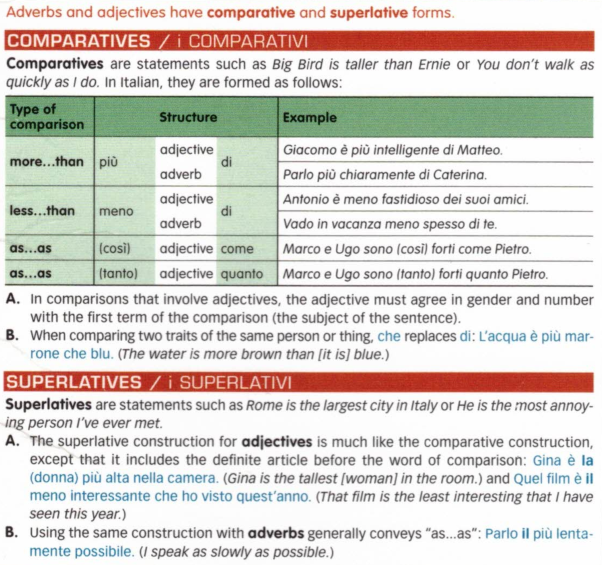 Adverbs and adjectives have comparative and superlative forms.
COMPARATIVES / i COMPARATIVI
Comparatives are statements such as Big Bird is taller than Ernie or You don't walk as
quickly as I do. In Italian, they are formed as follows:
Type of comparison Structure Example
more...than più adjective adverb di Giacomo è più intelligente di Matteo.
Parlo più chiaramente di Caterina.
less...than meno adjective adverb di Antonio è meno fastidioso dei suoi amici.
Vado in vacanza meno spesso di te.
as...as (così) adjective come Marco e Ugo sono (così) forti come Pietro.
as...as (tanto) adjective quanto Marco e Ugo sono (tanto) forti quanto Pietro.
A. In comparisons that involve adjectives, the adjective must agree in gender and number
with the first term of the comparison (the subject of the sentence).
B. When comparing two traits of the same person or thing, che replaces di: L'acqua è più mar-
rone che blu. (The water is more brown than [it is] blue.)
SUPERLATIVES / i SUPERLATIVI
Superlatives are statements such as Rome is the largest city in Italy or He is the most annoy-
ing person I've ever met.
A. The superlative construction for adjectives is much like the comparative construction,
except that it includes the definite article before the word of comparison: Gina è la
(donna) più alta nella camera. (Gina is the tallest [woman] in the room.) and Quel film è il
meno interessante che ho visto quest'anno. (That film is the least interesting that I have
seen this year.)
B. Using the same construction with adverbs generally conveys "as...as": Parlo il più lenta-
mente possibile. (I speak as slowly as possible.)